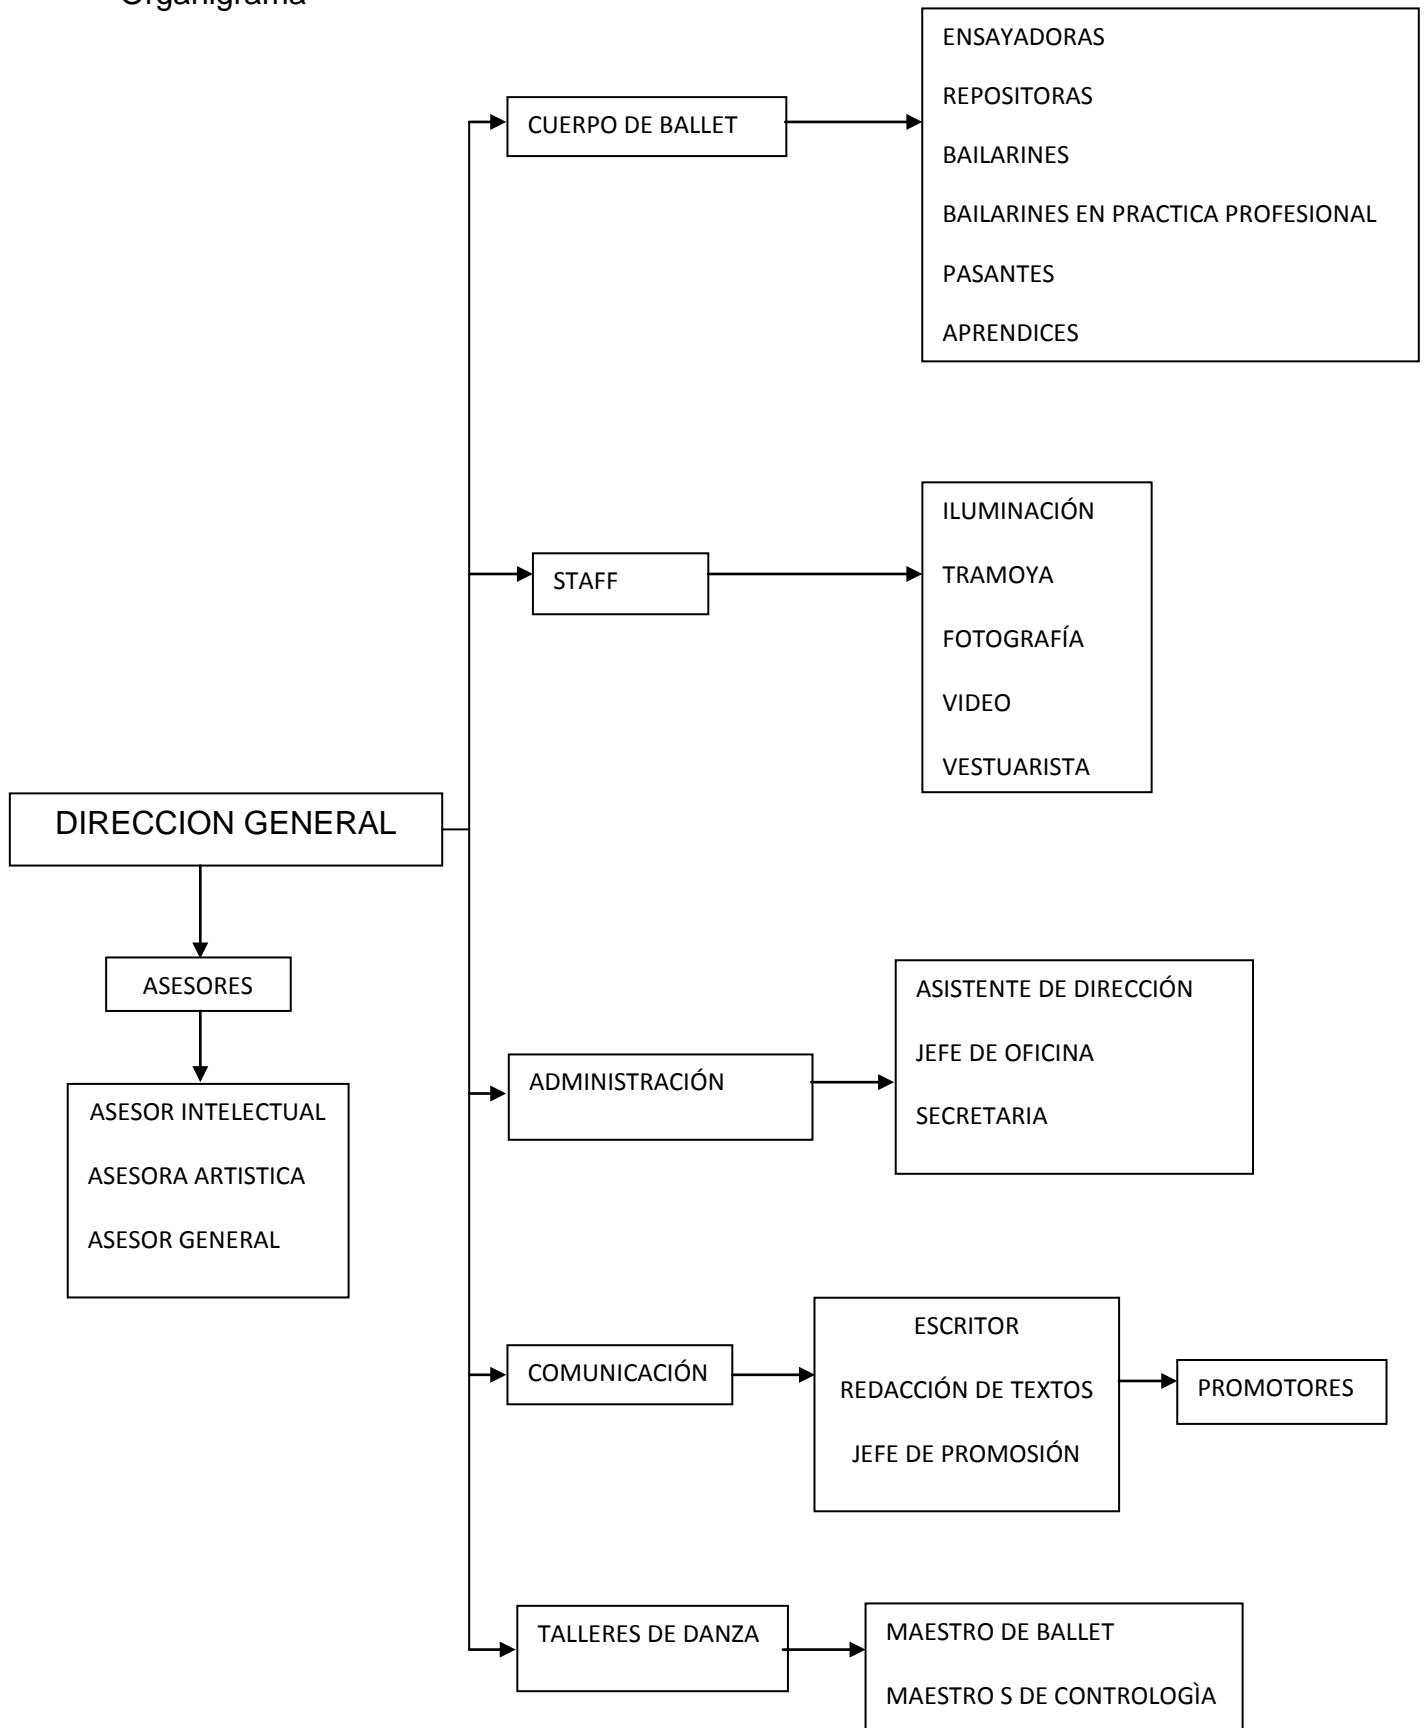 Organigrama
ENSAYADORAS
REPOSITORAS
BAILARINES
BAILARINES EN PRACTICA PROFESIONAL
PASANTES
APRENDICES
CUERPO DE BALLET
ILUMINACIÓN
TRAMOYA
FOTOGRAFÍA
VIDEO
VESTUARISTA
STAFF
DIRECCION GENERAL
ASESORES
ASESOR INTELECTUAL
ASESORA ARTISTICA
ASESOR GENERAL
ADMINISTRACIÓN
ASISTENTE DE DIRECCIÓN
JEFE DE OFICINA
SECRETARIA
COMUNICACIÓN
ESCRITOR
REDACCIÓN DE TEXTOS
JEFE DE PROMOSIÓN
PROMOTORES
TALLERES DE DANZA
MAESTRO DE BALLET
MAESTRO S DE CONTROLOGÌA